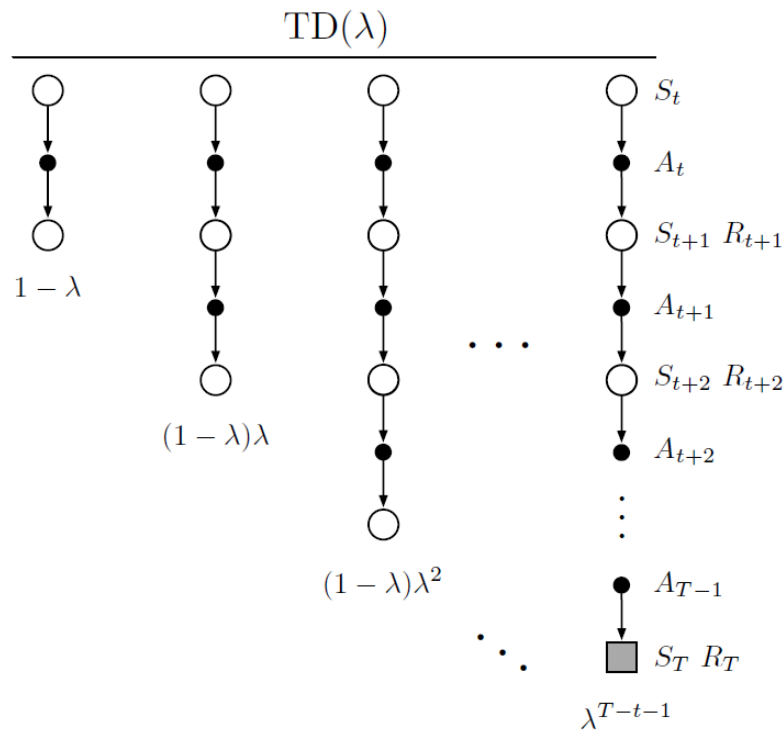 TD(λ)
S_t
A_t
S_{t+1} R_{t+1}
1 − λ
A_{t+1}
S_{t+2} R_{t+2}
(1 − λ)λ
A_{t+2}
(1 − λ)λ²
A_{T−1}
S_T R_T
λ^{T−t−1}